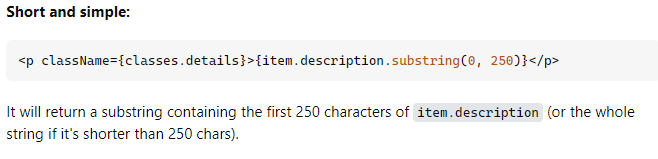 Short and simple:
<p className={classes.details}>{item.description.substring(0, 250)}</p>
It will return a substring containing the first 250 characters of item.description (or the whole
string if it's shorter than 250 chars).